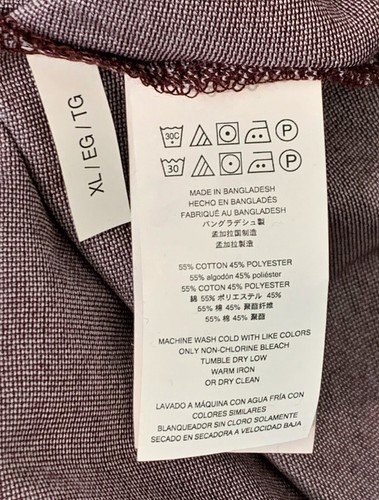 XL / EG / TG
30C P
30 P
MADE IN BANGLADESH
HECHO EN BANGLADÉS
FABRIQUÉ AU BANGLADESH
バングラデシュ製
孟加拉国制造
孟加拉製造
55% COTTON 45% POLYESTER
55% algodón 45% poliéster
55% COTON 45% POLYESTER
綿 55% ポリエステル 45%
55% 棉 45% 聚酯纤维
55% 棉 45% 聚酯
MACHINE WASH COLD WITH LIKE COLORS
ONLY NON-CHLORINE BLEACH
TUMBLE DRY LOW
WARM IRON
OR DRY CLEAN
LAVADO A MÁQUINA CON AGUA FRÍA CON
COLORES SIMILARES
BLANQUEADOR SIN CLORO SOLAMENTE
SECADO EN SECADORA A VELOCIDAD BAJA